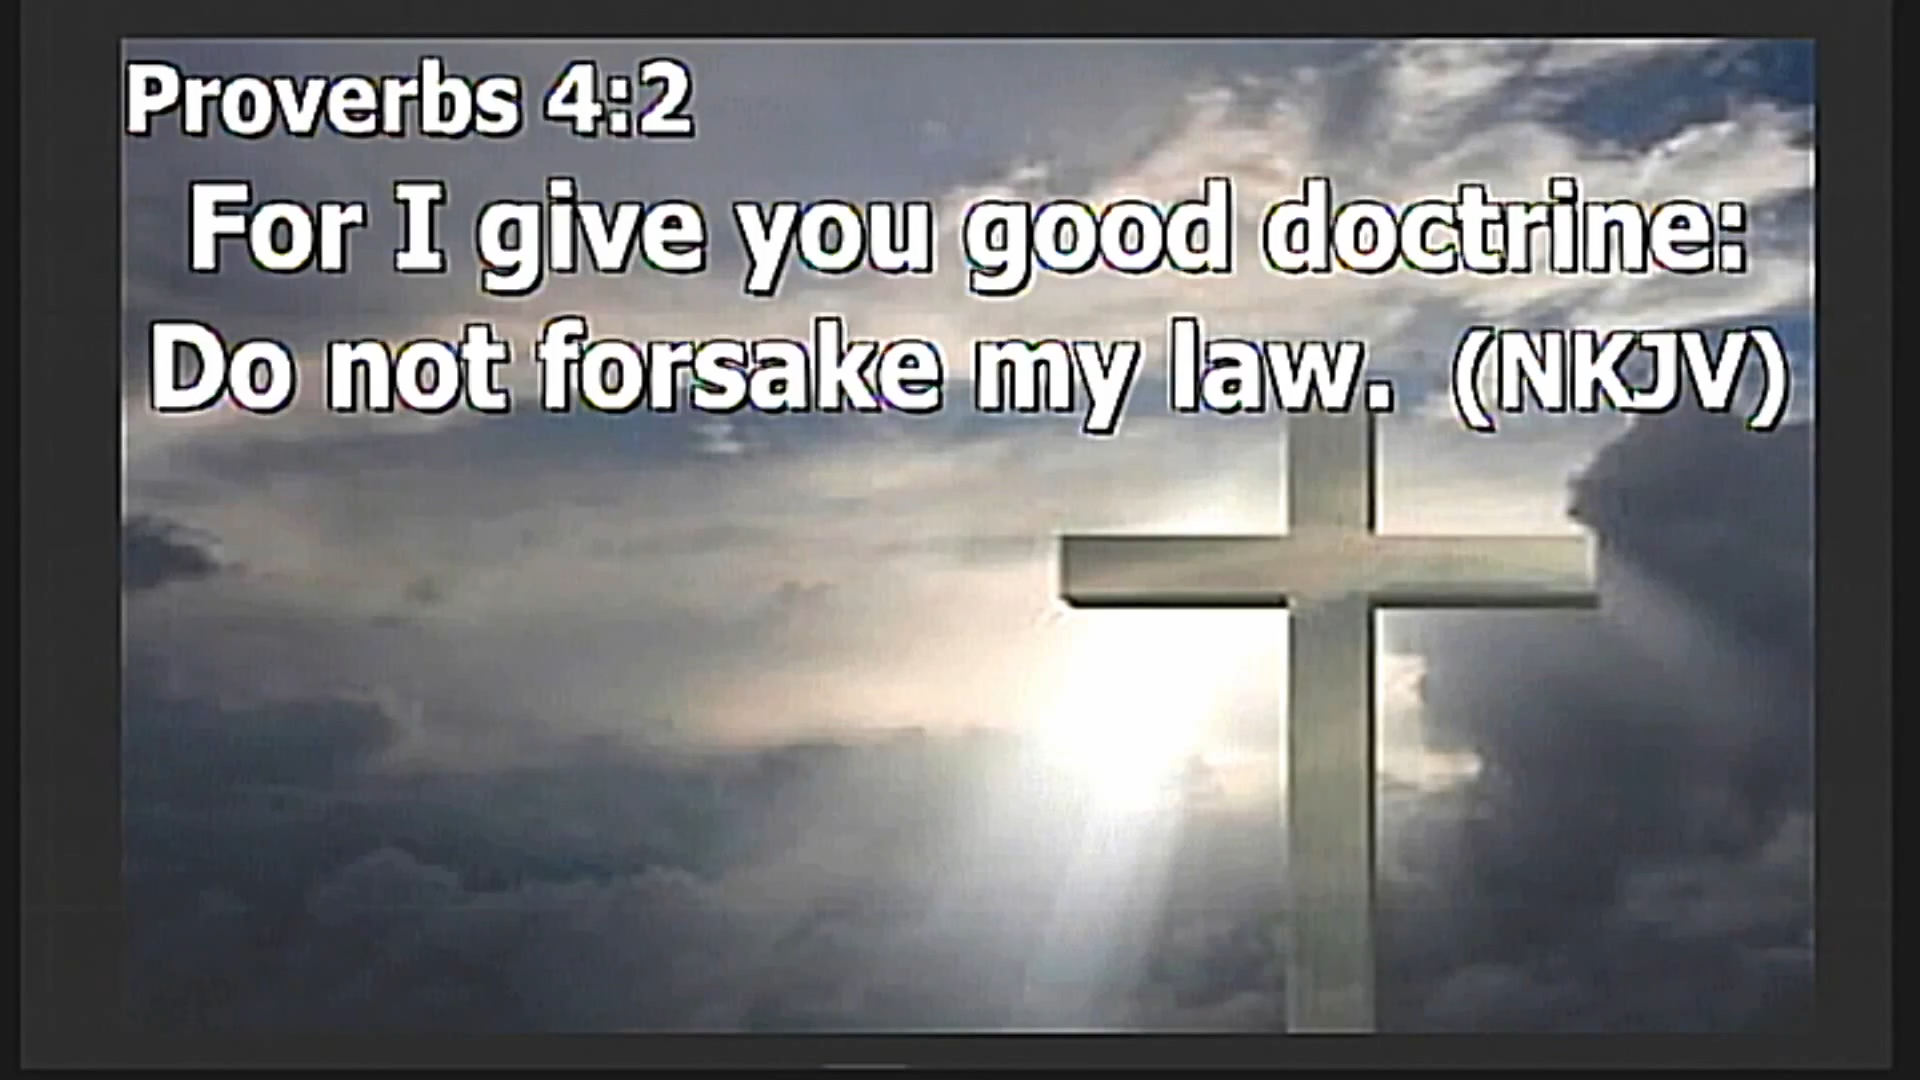 Proverbs 4:2
For I give you good doctrine:
Do not forsake my law. (NKJV)